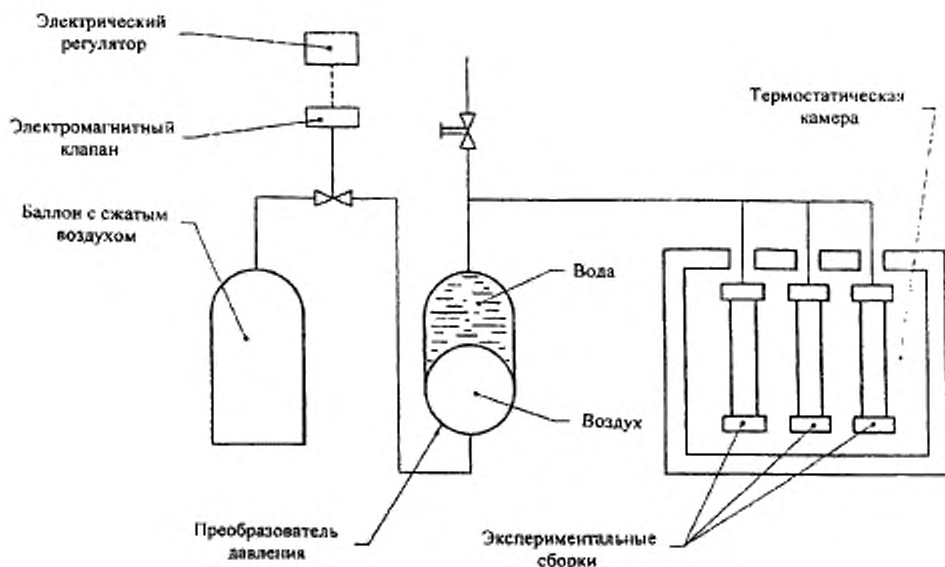 Электрический
регулятор
Электромагнитный
клапан
Баллон с сжатым
воздухом
Термостатическая
камера
Вода
Воздух
Преобразователь
давления
Экспериментальные
сборки